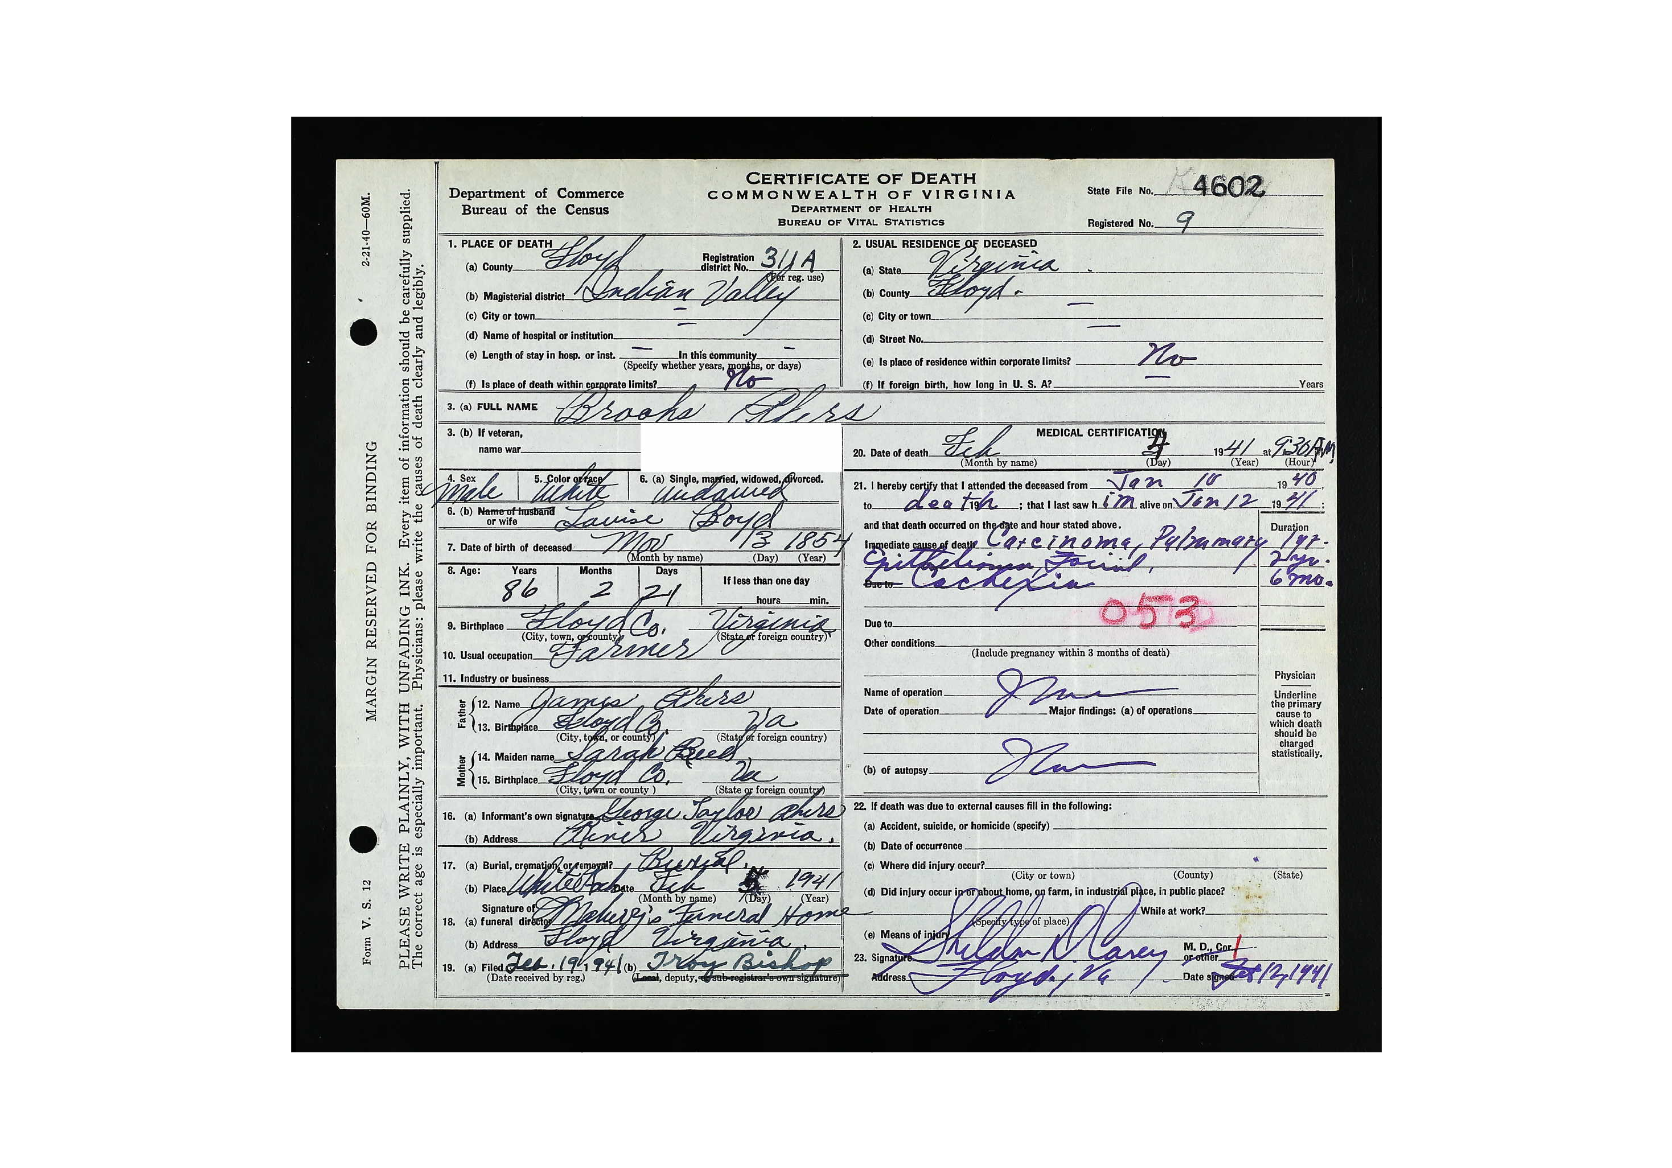 2-21-40—60M.
MARGIN RESERVED FOR BINDING
Form V. S. 12
PLEASE WRITE PLAINLY, WITH UNFADING INK. Every item of information should be carefully supplied.
The correct age is especially important. Physicians: please write the causes of death clearly and legibly.
Department of Commerce
Bureau of the Census
CERTIFICATE OF DEATH
COMMONWEALTH OF VIRGINIA
DEPARTMENT OF HEALTH
BUREAU OF VITAL STATISTICS
State File No. 4602
Registered No. 9
1. PLACE OF DEATH
(a) County Floyd Registration district No. 311A
(For reg. use)
(b) Magisterial district Indian Valley
(c) City or town —
(d) Name of hospital or institution
(e) Length of stay in hosp. or inst. — In this community —
(Specify whether years, months, or days)
(f) Is place of death within corporate limits? No
2. USUAL RESIDENCE OF DECEASED
(a) State Virginia
(b) County Floyd.
(c) City or town —
(d) Street No. —
(e) Is place of residence within corporate limits? No
(f) If foreign birth, how long in U. S. A? — Years
3. (a) FULL NAME Brooks Akers
3. (b) If veteran,
name war
4. Sex Male 5. Color or race White 6. (a) Single, married, widowed, divorced. Widowed
6. (b) Name of husband or wife Louise Boyd
7. Date of birth of deceased Nov 13 1854
(Month by name) (Day) (Year)
8. Age: Years Months Days If less than one day
86 2 21 hours min.
9. Birthplace Floyd Co. Virginia
(City, town, or county) (State or foreign country)
10. Usual occupation Farmer
11. Industry or business
Father
12. Name James Akers
13. Birthplace Floyd Co. Va
(City, town, or county) (State or foreign country)
Mother
14. Maiden name Sarah Reed
15. Birthplace Floyd Co. Va
(City, town or county) (State or foreign country)
16. (a) Informant's own signature George Taylor Akers
(b) Address Riner Virginia.
17. (a) Burial, cremation, or removal? Burial.
(b) Place Date Feb 5 1941
(Month by name) (Day) (Year)
18. Signature of (a) funeral director Funeral Home
(b) Address Floyd Virginia.
19. (a) Filed Feb. 19, 1941 (b) Troy Bishop
(Date received by reg.) (Local, deputy, or sub-registrar's own signature)
MEDICAL CERTIFICATION
20. Date of death Feb 4 1941 at 9:30 AM
(Month by name) (Day) (Year) (Hour)
21. I hereby certify that I attended the deceased from Jan 10 1940
to death 19 ; that I last saw him alive on Jan 12 1941;
and that death occurred on the date and hour stated above. Duration
Immediate cause of death Carcinoma, Pulmonary 1 yr.
Epithelioma, Facial, 2 yr.
Due to Cachexia 6 mo.
053
Due to
Other conditions
(Include pregnancy within 3 months of death)
Name of operation None
Date of operation Major findings: (a) of operations
(b) of autopsy None
Physician
Underline
the primary
cause to
which death
should be
charged
statistically.
22. If death was due to external causes fill in the following:
(a) Accident, suicide, or homicide (specify)
(b) Date of occurrence
(c) Where did injury occur?
(City or town) (County) (State)
(d) Did injury occur in or about home, on farm, in industrial place, in public place?
While at work?
(Specify type of place)
(e) Means of injury
23. Signature Sheldon Carey M. D., Cor. or other
Address Floyd, Va Date signed 12, 1941